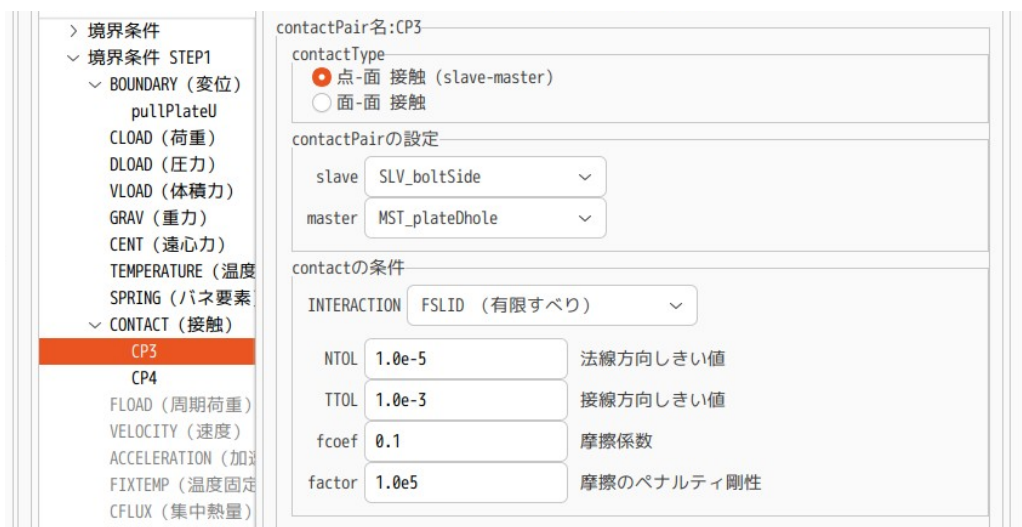 境界条件
境界条件 STEP1
BOUNDARY (変位)
pullPlateU
CLOAD (荷重)
DLOAD (圧力)
VLOAD (体積力)
GRAV (重力)
CENT (遠心力)
TEMPERATURE (温度
SPRING (バネ要素
CONTACT (接触)
CP3
CP4
FLOAD (周期荷重)
VELOCITY (速度)
ACCELERATION (加速
FIXTEMP (温度固定
CFLUX (集中熱量)
contactPair名:CP3
contactType
点-面 接触 (slave-master)
面-面 接触
contactPairの設定
slave SLV_boltSide
master MST_plateDhole
contactの条件
INTERACTION FSLID (有限すべり)
NTOL 1.0e-5 法線方向しきい値
TTOL 1.0e-3 接線方向しきい値
fcoef 0.1 摩擦係数
factor 1.0e5 摩擦のペナルティ剛性